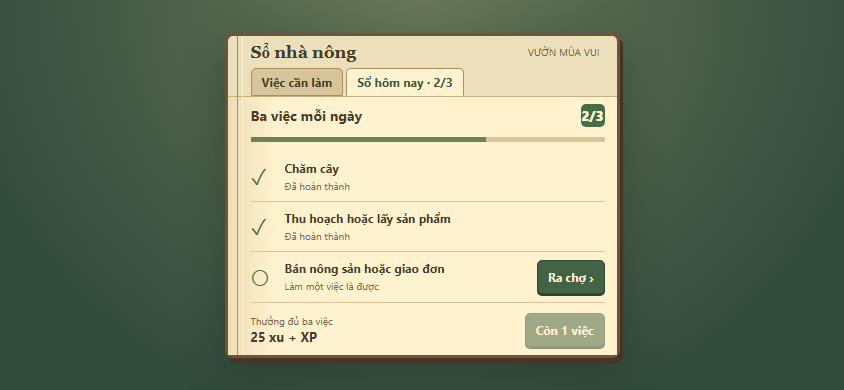 Sổ nhà nông
VƯỜN MÙA VUI
Việc cần làm
Sổ hôm nay · 2/3
Ba việc mỗi ngày
2/3
Chăm cây
Đã hoàn thành
Thu hoạch hoặc lấy sản phẩm
Đã hoàn thành
Bán nông sản hoặc giao đơn
Làm một việc là được
Ra chợ ›
Thưởng đủ ba việc
25 xu + XP
Còn 1 việc